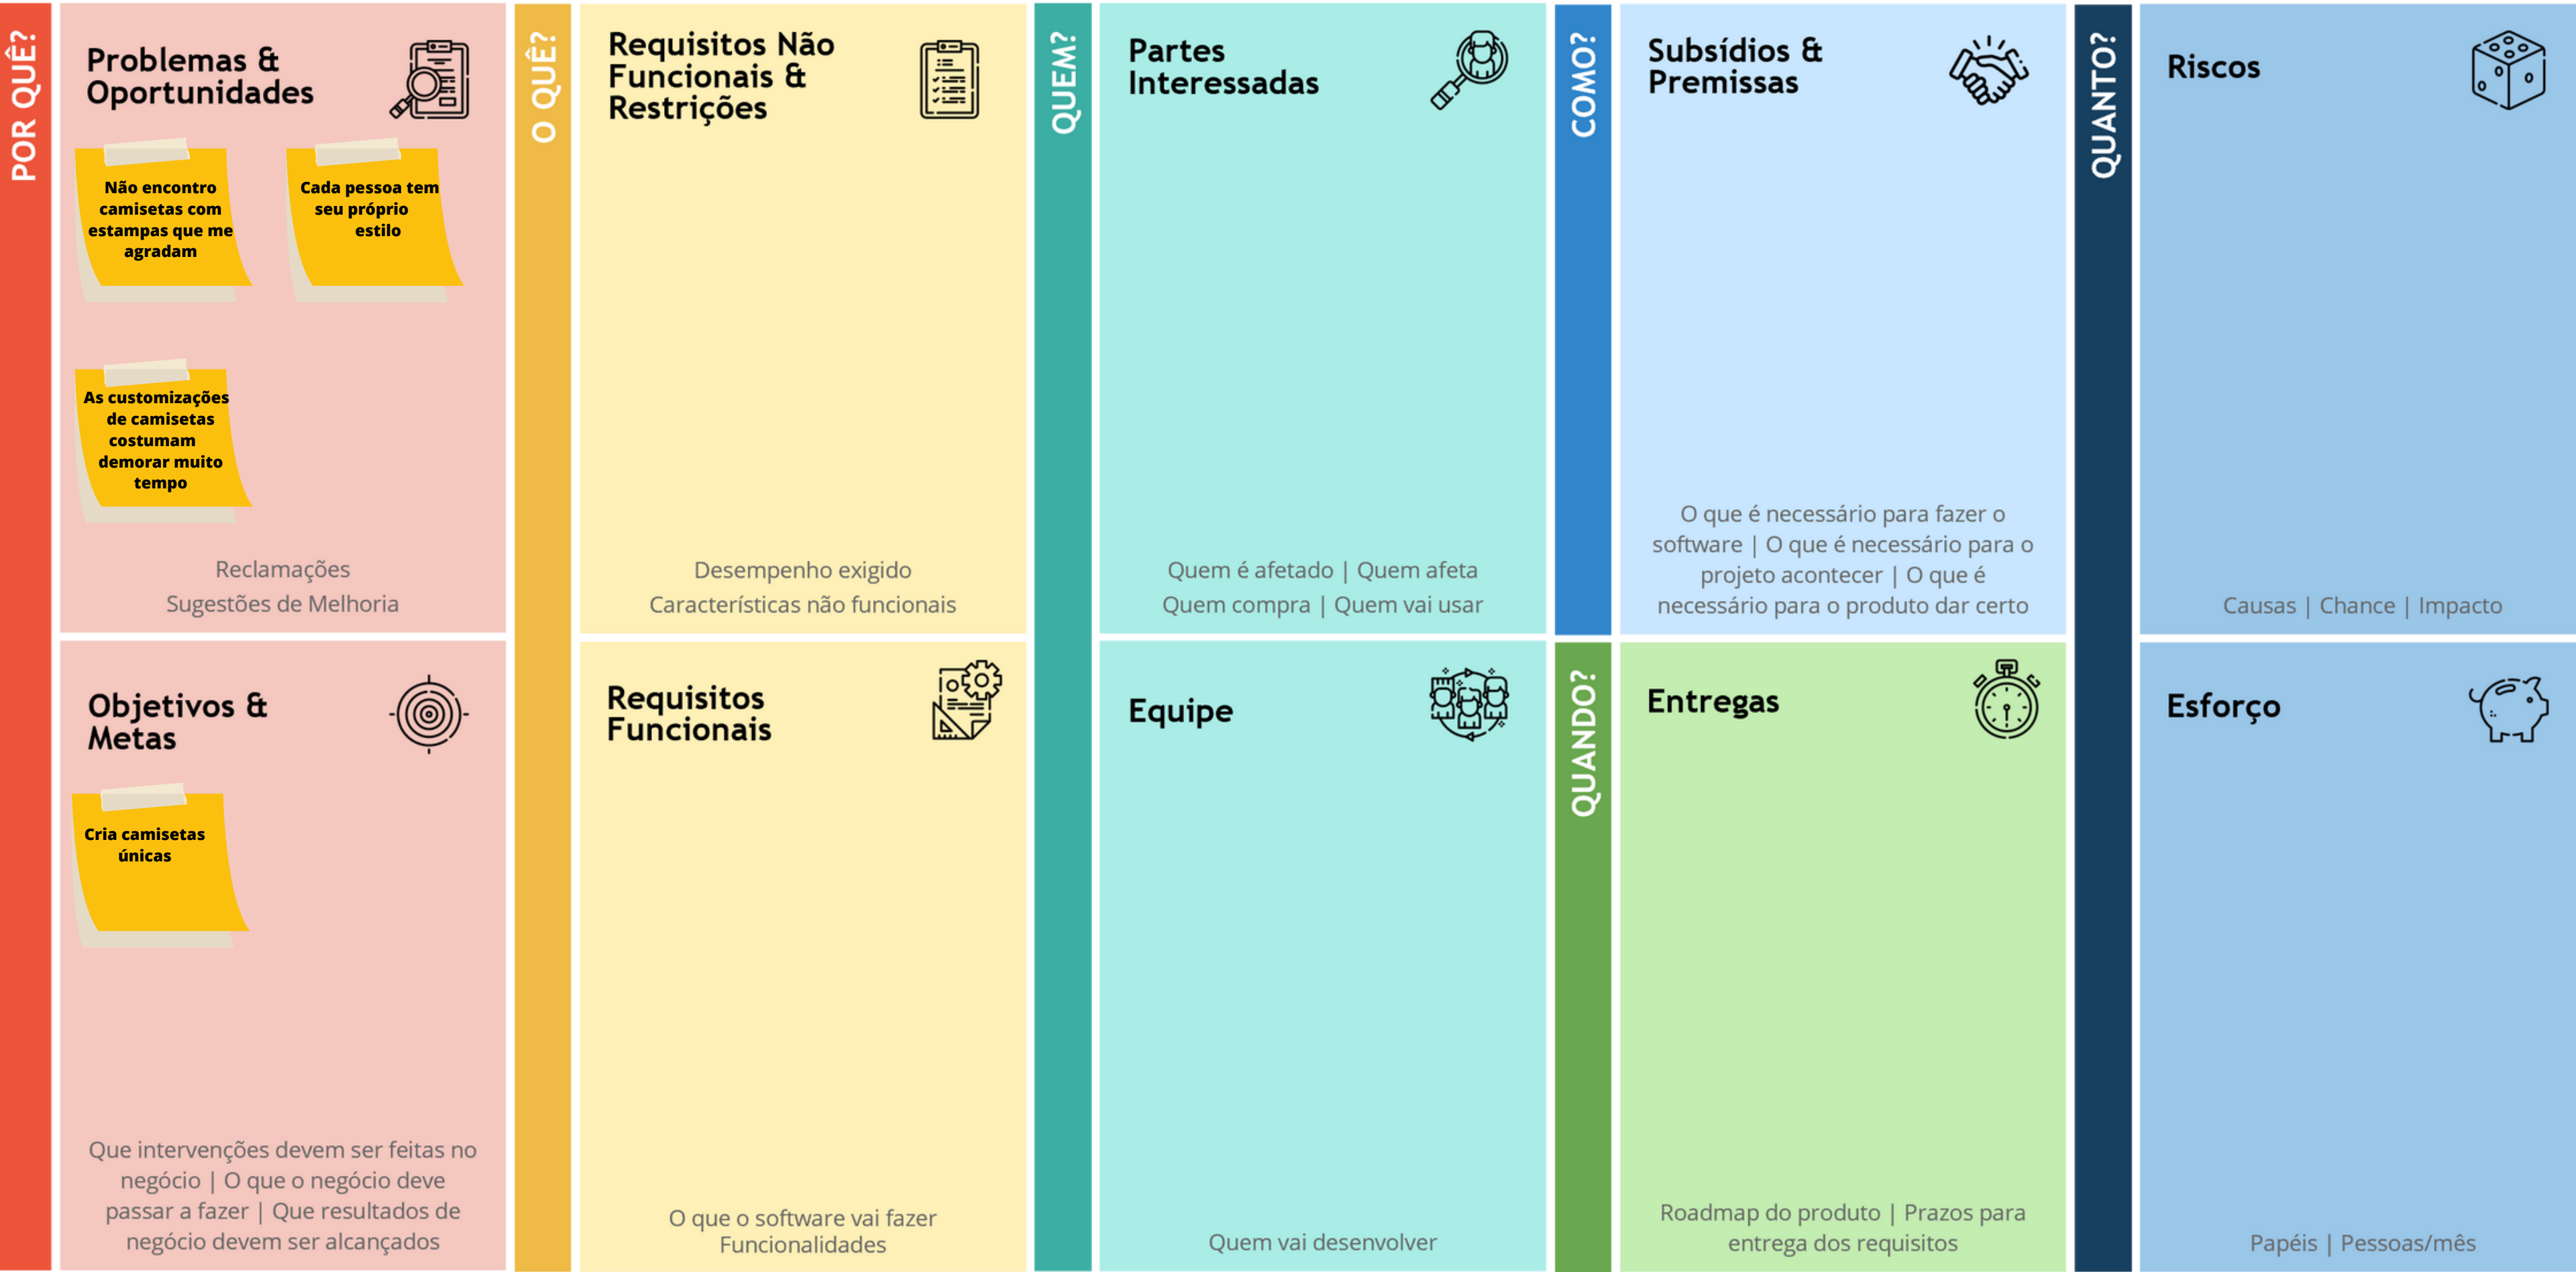 POR QUÊ?
Problemas &
Oportunidades
Não encontro
camisetas com
estampas que me
agradam
Cada pessoa tem
seu próprio
estilo
As customizações
de camisetas
costumam
demorar muito
tempo
Reclamações
Sugestões de Melhoria
Objetivos &
Metas
Cria camisetas
únicas
Que intervenções devem ser feitas no
negócio | O que o negócio deve
passar a fazer | Que resultados de
negócio devem ser alcançados
O QUÊ?
Requisitos Não
Funcionais &
Restrições
Desempenho exigido
Características não funcionais
Requisitos
Funcionais
O que o software vai fazer
Funcionalidades
QUEM?
Partes
Interessadas
Quem é afetado | Quem afeta
Quem compra | Quem vai usar
Equipe
Quem vai desenvolver
COMO?
Subsídios &
Premissas
O que é necessário para fazer o
software | O que é necessário para o
projeto acontecer | O que é
necessário para o produto dar certo
QUANDO?
Entregas
Roadmap do produto | Prazos para
entrega dos requisitos
QUANTO?
Riscos
Causas | Chance | Impacto
Esforço
Papéis | Pessoas/mês